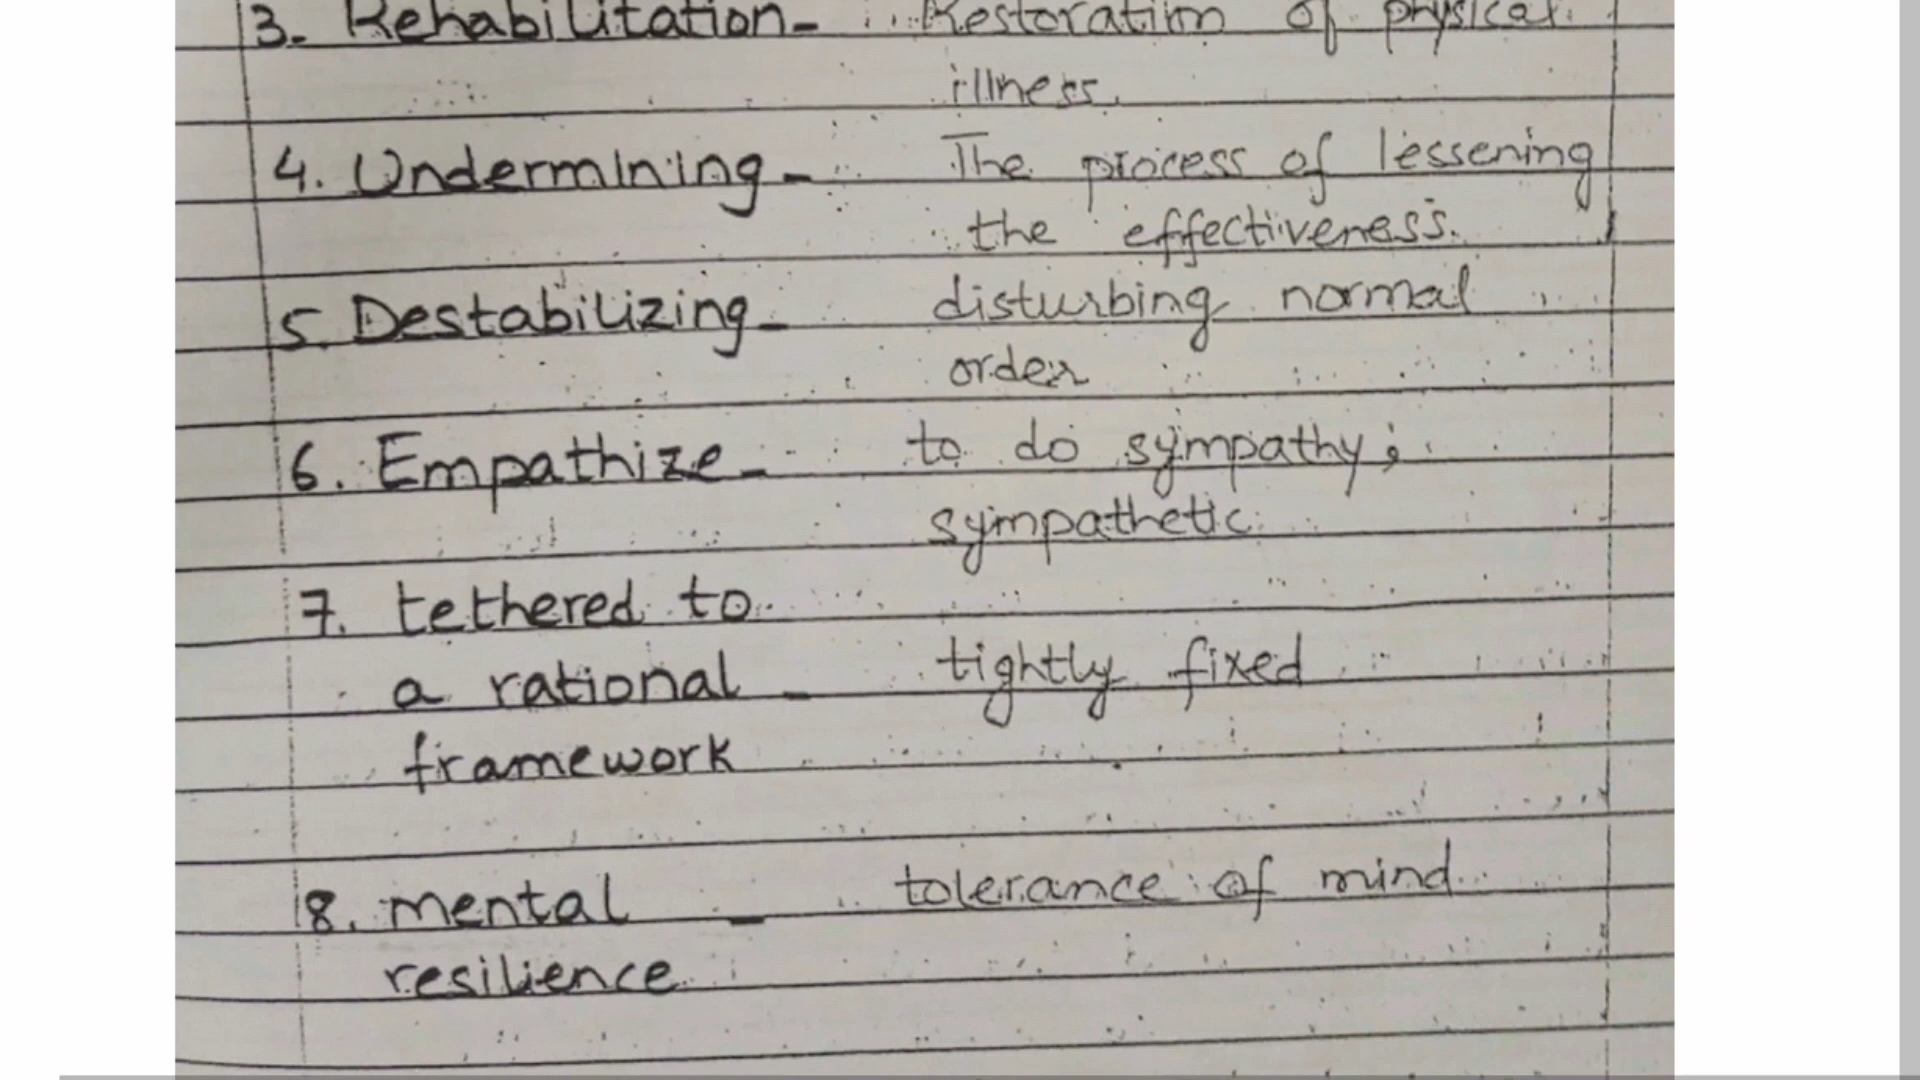 3. Rehabilitation - Restoration of physical
illness.
4. Undermining - The process of lessening
the effectiveness.
5. Destabilizing - disturbing normal
order
6. Empathize - to do sympathy;
sympathetic
7. tethered to
a rational - tightly fixed
framework
8. mental - tolerance of mind
resilience